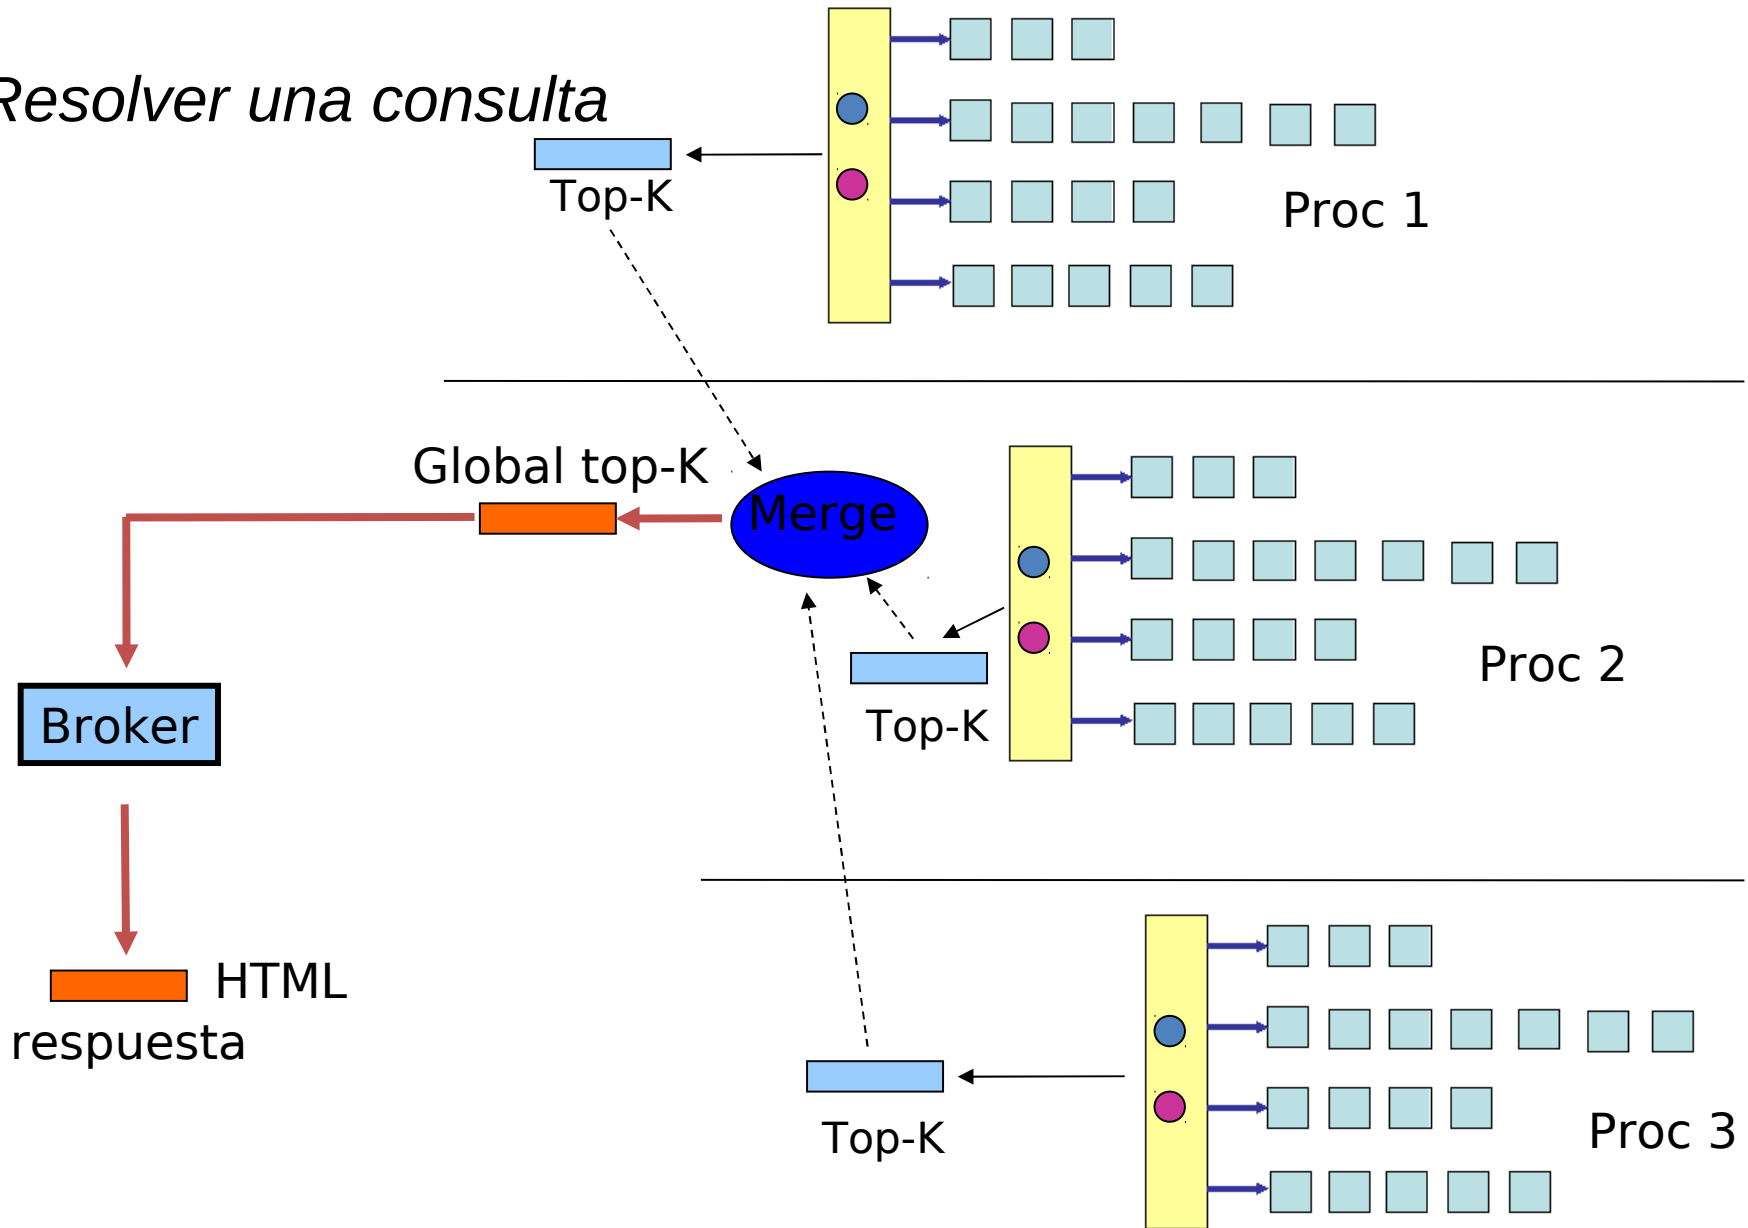 Resolver una consulta
Top-K
Proc 1
Global top-K
Merge
Proc 2
Top-K
Broker
HTML
respuesta
Top-K
Proc 3